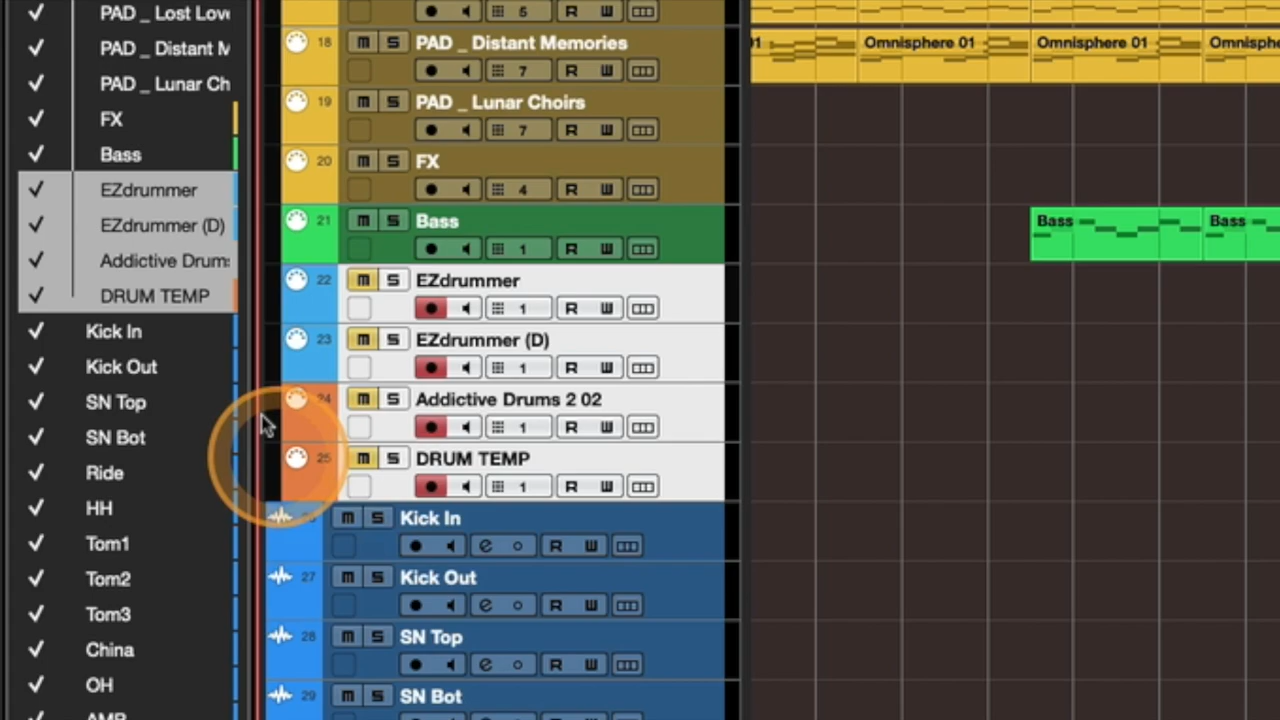 PAD _ Lost Lov
PAD _ Distant M
PAD _ Lunar Ch
FX
Bass
EZdrummer
EZdrummer (D)
Addictive Drum
DRUM TEMP
Kick In
Kick Out
SN Top
SN Bot
Ride
HH
Tom1
Tom2
Tom3
China
OH
AMB
5 R W
18 m S PAD _ Distant Memories
7 R W
19 m S PAD _ Lunar Choirs
7 R W
20 m S FX
4 R W
21 m S Bass
1 R W
22 m S EZdrummer
1 R W
23 m S EZdrummer (D)
1 R W
24 m S Addictive Drums 2 02
1 R W
25 m S DRUM TEMP
1 R W
m S Kick In
e R W
27 m S Kick Out
e R W
28 m S SN Top
e R W
29 m S SN Bot
01 Omnisphere 01 Omnisphere 01 Omnisphe
Bass Bass